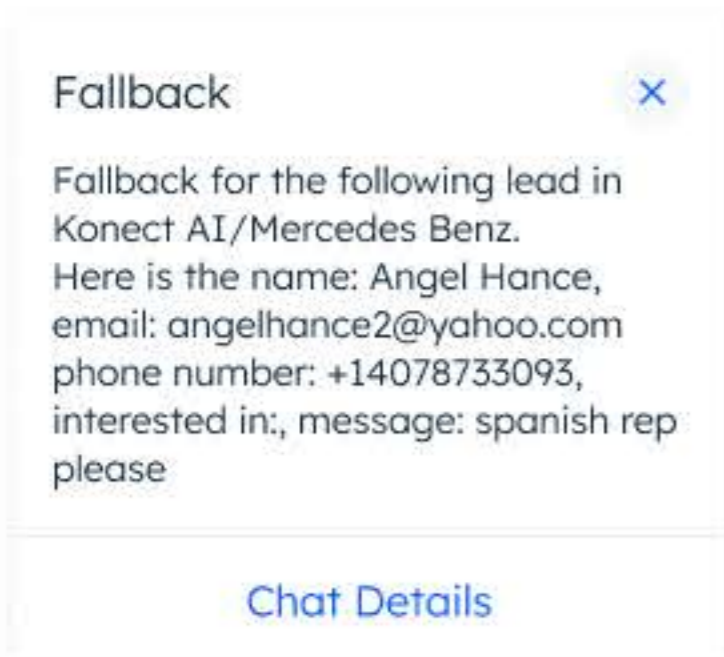 Fallback
Fallback for the following lead in
Konect AI/Mercedes Benz.
Here is the name: Angel Hance,
email: angelhance2@yahoo.com
phone number: +14078733093,
interested in:, message: spanish rep
please
Chat Details